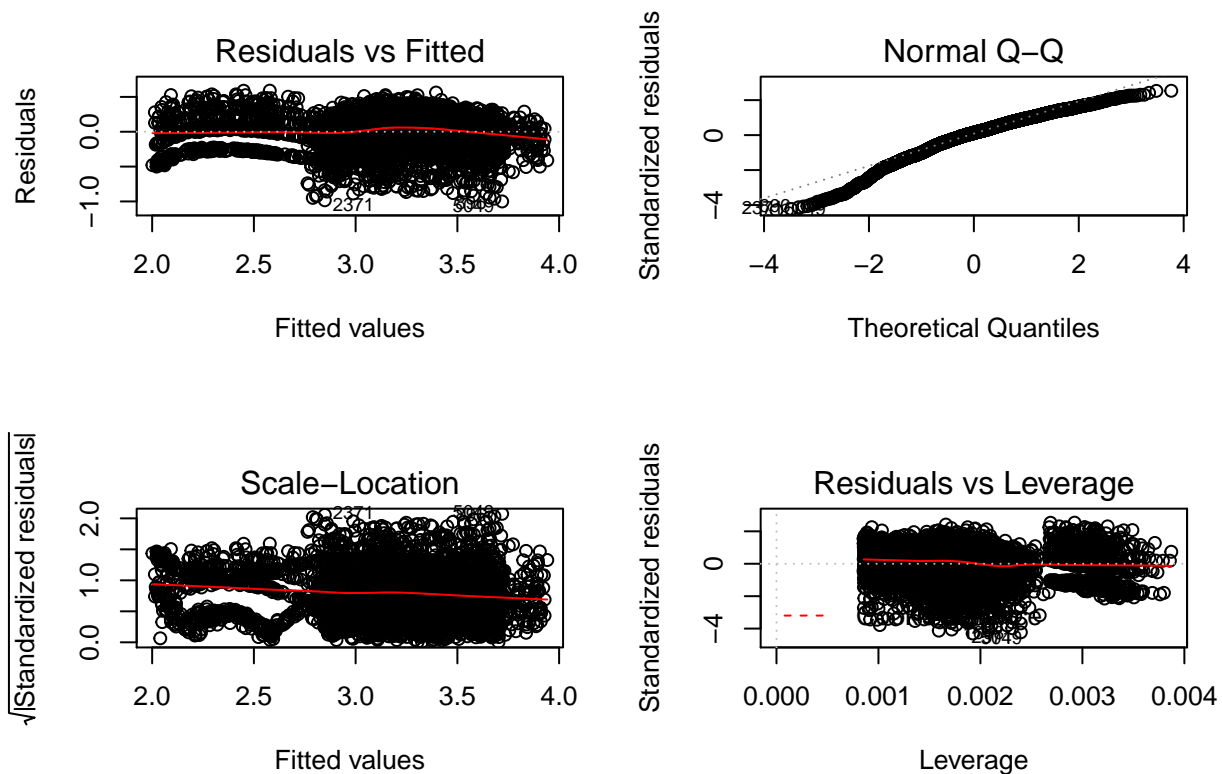 Residuals vs Fitted
Residuals
0.0
−1.0
2371
5049
2.0 2.5 3.0 3.5 4.0
Fitted values
Normal Q−Q
Standardized residuals
0
−4
−4 −2 0 2 4
Theoretical Quantiles
Scale−Location
√|Standardized residuals|
2.0
1.0
0.0
2371
5049
2.0 2.5 3.0 3.5 4.0
Fitted values
Residuals vs Leverage
Standardized residuals
0
−4
0.000 0.001 0.002 0.003 0.004
Leverage